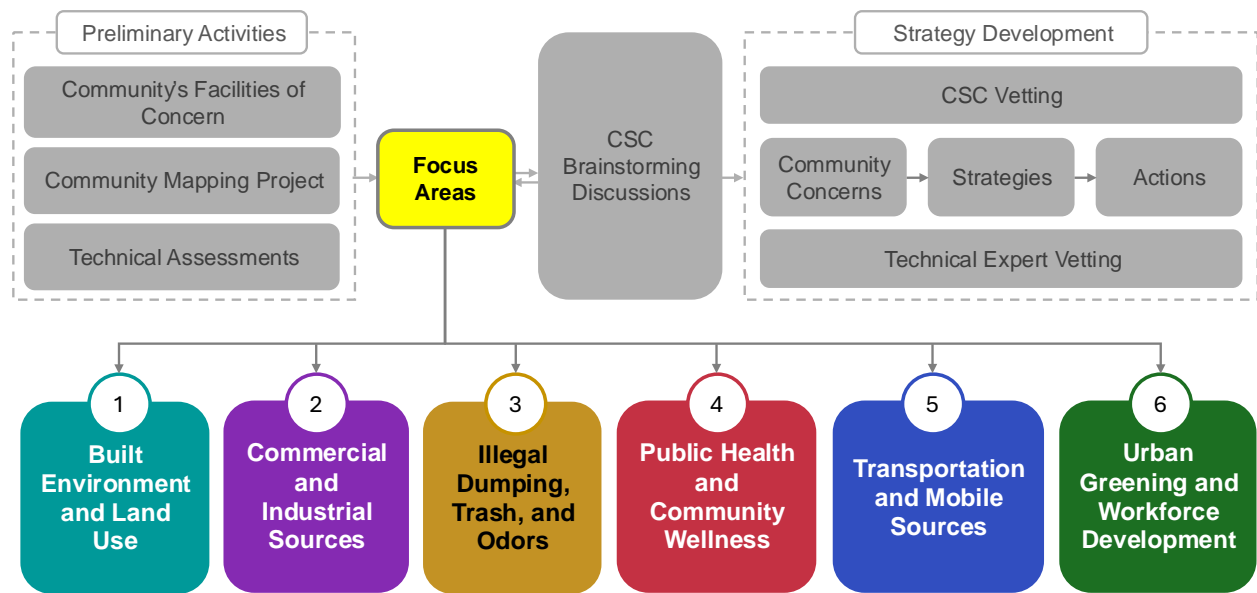 Preliminary Activities
Community's Facilities of
Concern
Community Mapping Project
Technical Assessments
Focus
Areas
CSC
Brainstorming
Discussions
Strategy Development
CSC Vetting
Community
Concerns
Strategies
Actions
Technical Expert Vetting
1
Built
Environment
and Land
Use
2
Commercial
and
Industrial
Sources
3
Illegal
Dumping,
Trash, and
Odors
4
Public Health
and
Community
Wellness
5
Transportation
and Mobile
Sources
6
Urban
Greening and
Workforce
Development